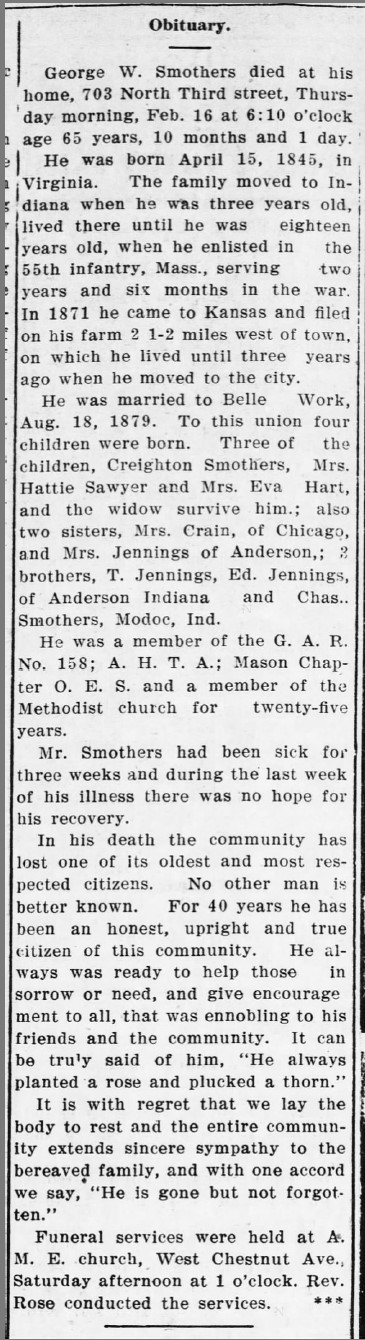 Obituary.
George W. Smothers died at his
home, 703 North Third street, Thurs-
day morning, Feb. 16 at 6:10 o'clock
age 65 years, 10 months and 1 day.
He was born April 15, 1845, in
Virginia. The family moved to In-
diana when he was three years old,
lived there until he was eighteen
years old, when he enlisted in the
55th infantry, Mass., serving two
years and six months in the war.
In 1871 he came to Kansas and filed
on his farm 2 1-2 miles west of town,
on which he lived until three years
ago when he moved to the city.
He was married to Belle Work,
Aug. 18, 1879. To this union four
children were born. Three of the
children, Creighton Smothers, Mrs.
Hattie Sawyer and Mrs. Eva Hart,
and the widow survive him.; also
two sisters, Mrs. Crain, of Chicago,
and Mrs. Jennings of Anderson,;
brothers, T. Jennings, Ed. Jennings,
of Anderson Indiana and Chas..
Smothers, Modoc, Ind.
He was a member of the G. A. R.
No. 158; A. H. T. A.; Mason Chap-
ter O. E. S. and a member of the
Methodist church for twenty-five
years.
Mr. Smothers had been sick for
three weeks and during the last week
of his illness there was no hope for
his recovery.
In his death the community has
lost one of its oldest and most res-
pected citizens. No other man is
better known. For 40 years he has
been an honest, upright and true
citizen of this community. He al-
ways was ready to help those in
sorrow or need, and give encourage
ment to all, that was ennobling to his
friends and the community. It can
be truly said of him, "He always
planted a rose and plucked a thorn."
It is with regret that we lay the
body to rest and the entire commun-
ity extends sincere sympathy to the
bereaved family, and with one accord
we say, "He is gone but not forgot-
ten."
Funeral services were held at A.
M. E. church, West Chestnut Ave.,
Saturday afternoon at 1 o'clock. Rev.
Rose conducted the services. ***